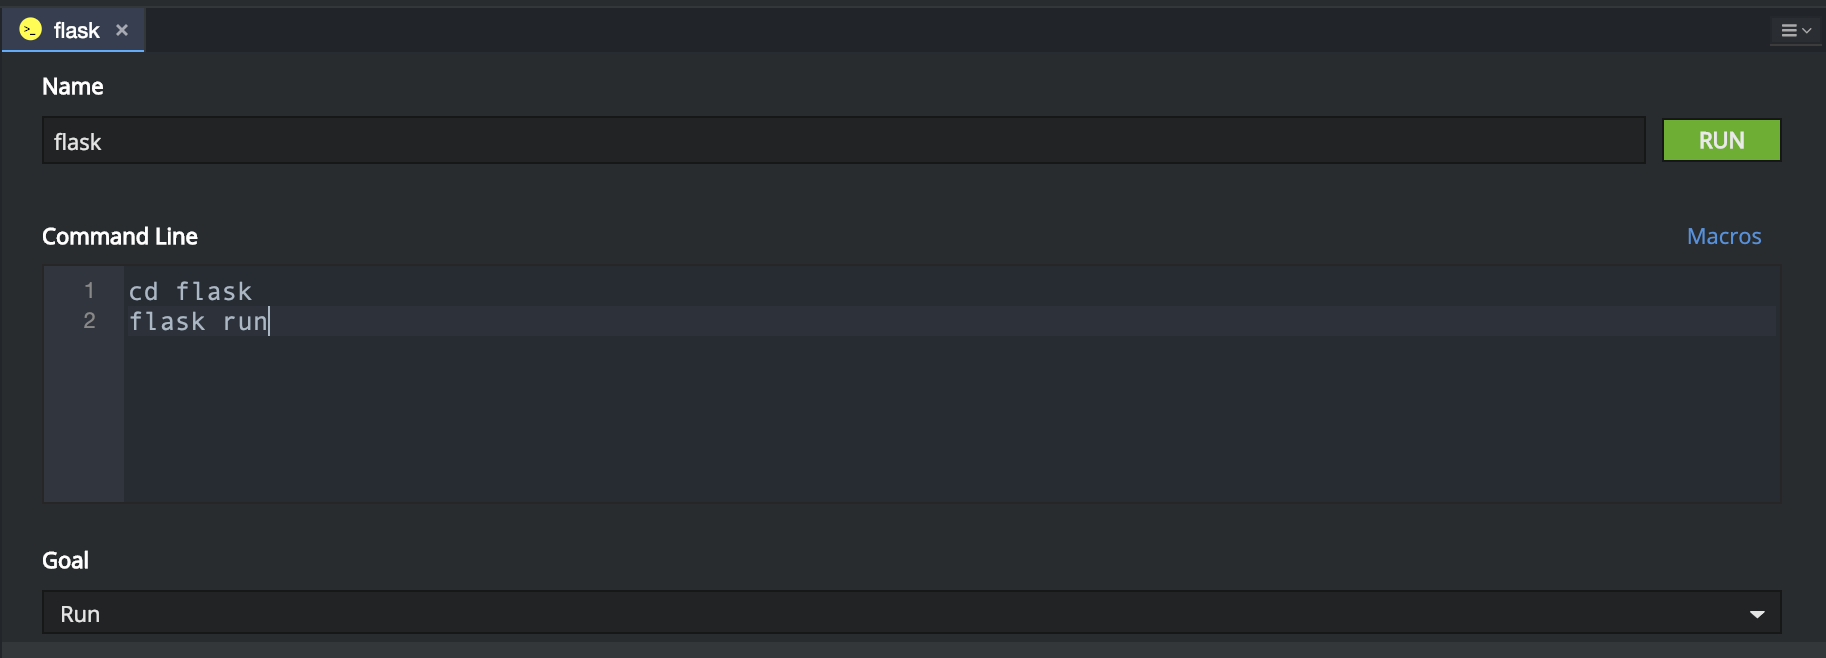 flask
Name
flask
RUN
Command Line
Macros
1 cd flask
2 flask run
Goal
Run